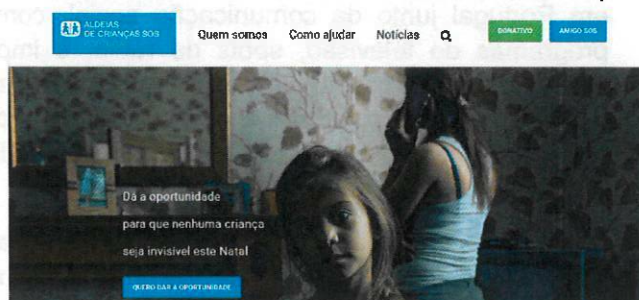 ALDEIAS
DE CRIANÇAS SOS
Quem somos
Como ajudar
Notícias
DONATIVO
AMIGO SOS
Dá a oportunidade
para que nenhuma criança
seja invisível este Natal
QUERO DAR A OPORTUNIDADE